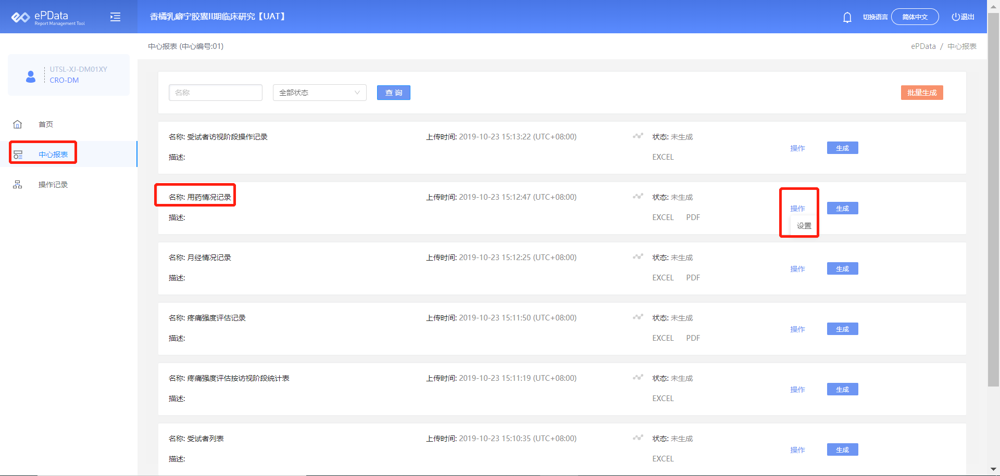 ePData
Report Management Tool
香橘乳癖宁胶囊II期临床研究【UAT】
切换语言
简体中文
退出
中心报表 (中心编号:01)
ePData / 中心报表
UTSL-XJ-DM01XY
CRO-DM
首页
中心报表
操作记录
名称
全部状态
查 询
批量生成
名称: 受试者访视阶段操作记录
上传时间: 2019-10-23 15:13:22 (UTC+08:00)
状态: 未生成
操作
生成
描述:
EXCEL
名称: 用药情况记录
上传时间: 2019-10-23 15:12:47 (UTC+08:00)
状态: 未生成
操作
生成
描述:
EXCEL PDF
设置
名称: 月经情况记录
上传时间: 2019-10-23 15:12:25 (UTC+08:00)
状态: 未生成
操作
生成
描述:
EXCEL PDF
名称: 疼痛强度评估记录
上传时间: 2019-10-23 15:11:50 (UTC+08:00)
状态: 未生成
操作
生成
描述:
EXCEL PDF
名称: 疼痛强度评估按访视阶段统计表
上传时间: 2019-10-23 15:11:19 (UTC+08:00)
状态: 未生成
操作
生成
描述:
EXCEL
名称: 受试者列表
上传时间: 2019-10-23 15:10:35 (UTC+08:00)
状态: 未生成
操作
生成
描述:
EXCEL